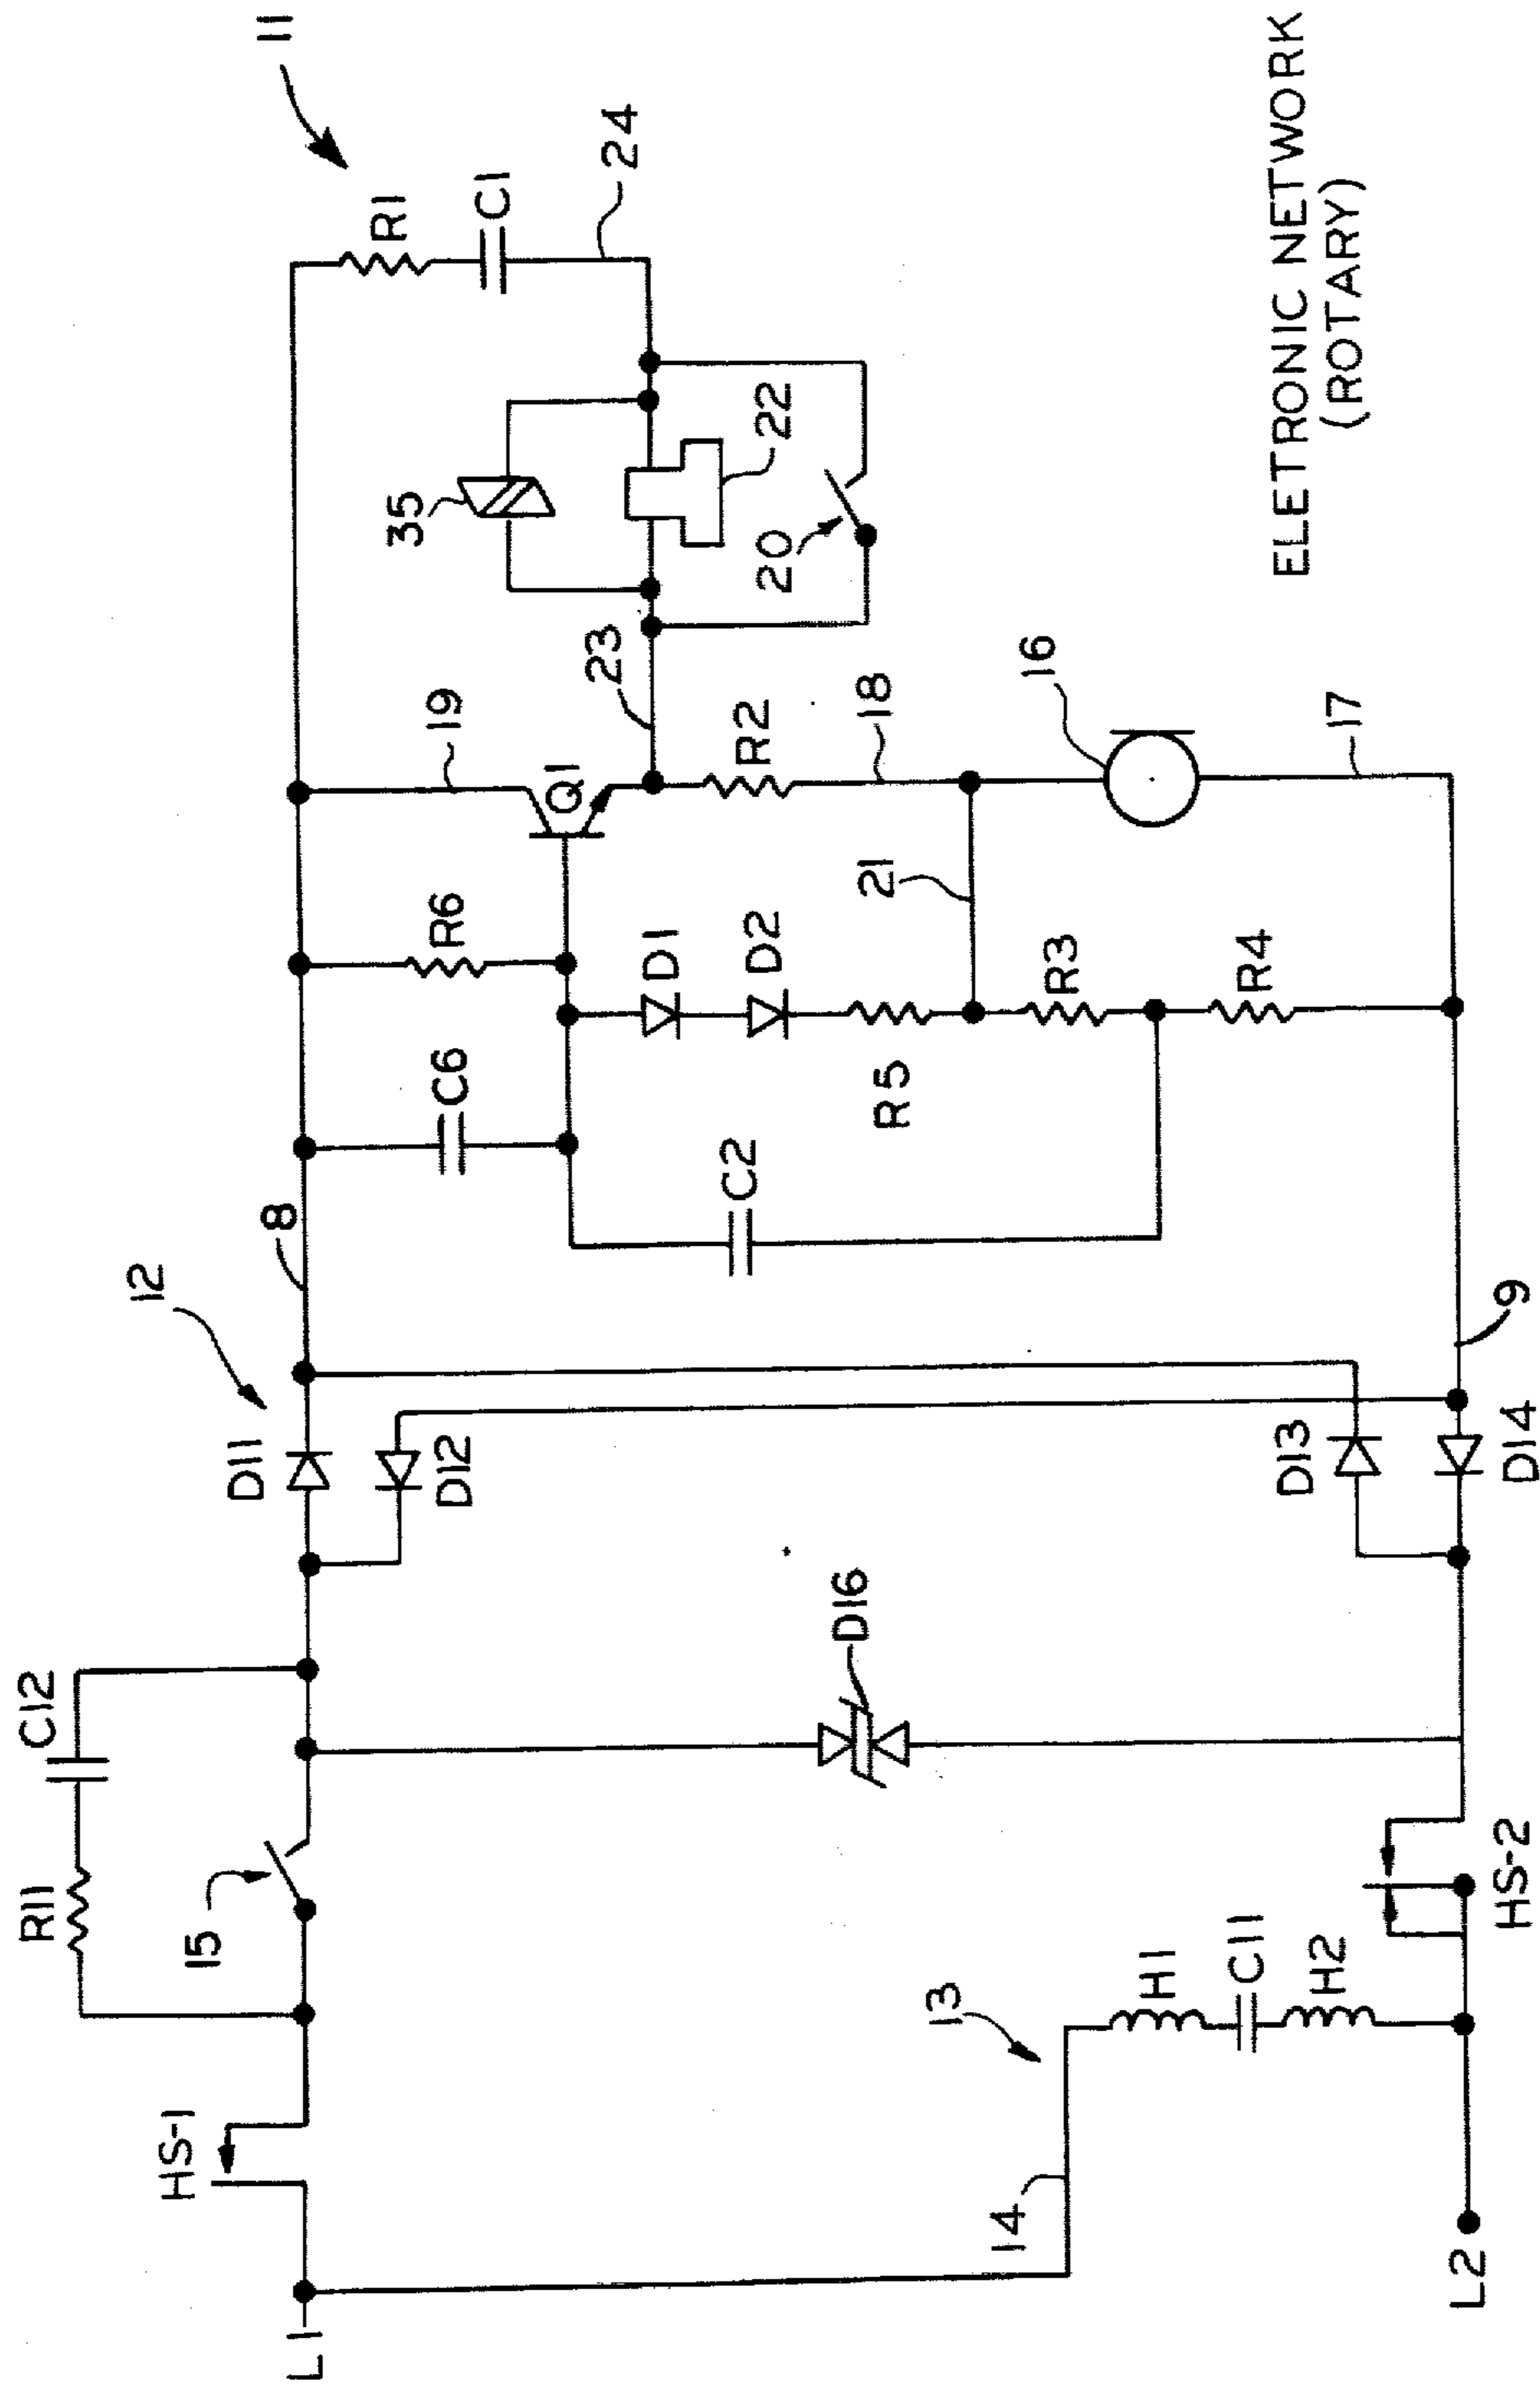 11
R1
C1
24
35
22
20
23
19
Q1
R2
18
16
17
21
R6
D1
D2
R5
R3
R4
C6
C2
8
12
9
D11
D12
D13
D14
C12
R11
15
D16
HS-1
HS-2
13
H1
C11
H2
14
L1
L2
ELETRONIC NETWORK
(ROTARY)